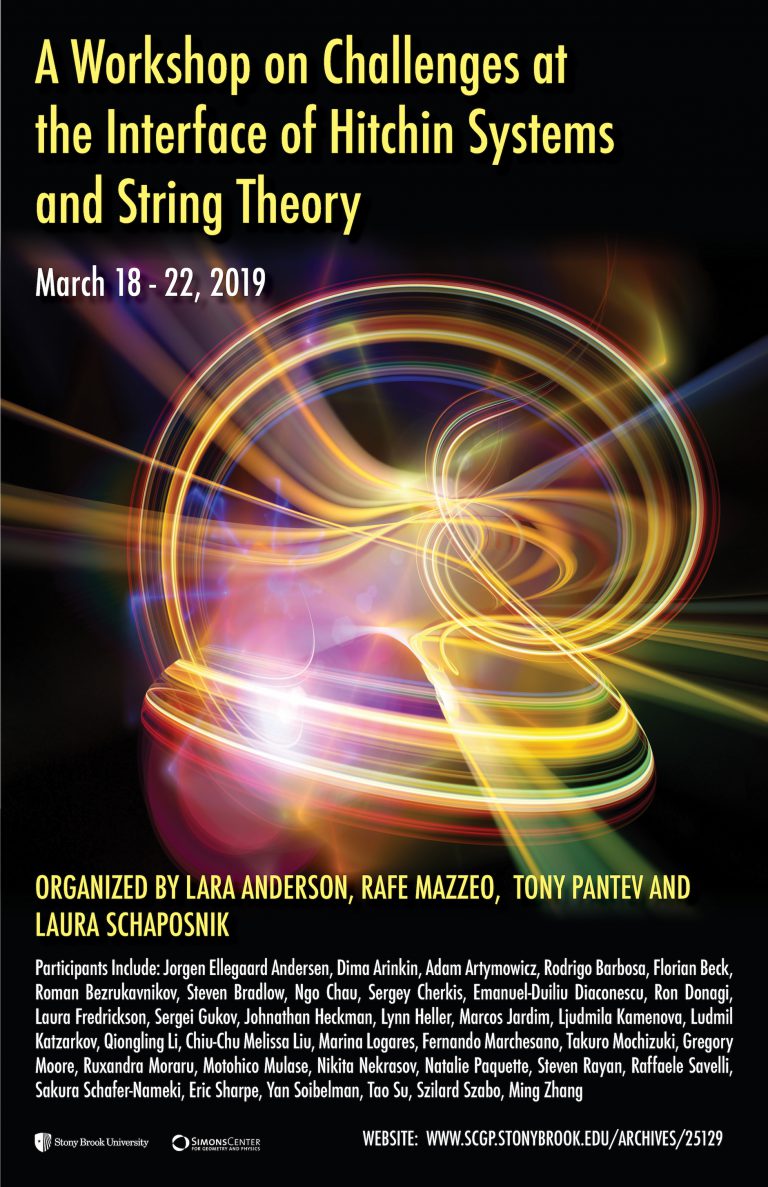 A Workshop on Challenges at
the Interface of Hitchin Systems
and String Theory
March 18 - 22, 2019
ORGANIZED BY LARA ANDERSON, RAFE MAZZEO, TONY PANTEV AND
LAURA SCHAPOSNIK
Participants Include: Jorgen Ellegaard Andersen, Dima Arinkin, Adam Artymowicz, Rodrigo Barbosa, Florian Beck,
Roman Bezrukavnikov, Steven Bradlow, Ngo Chau, Sergey Cherkis, Emanuel-Duiliu Diaconescu, Ron Donagi,
Laura Fredrickson, Sergei Gukov, Johnathan Heckman, Lynn Heller, Marcos Jardim, Ljudmila Kamenova, Ludmil
Katzarkov, Qiongling Li, Chiu-Chu Melissa Liu, Marina Logares, Fernando Marchesano, Takuro Mochizuki, Gregory
Moore, Ruxandra Moraru, Motohico Mulase, Nikita Nekrasov, Natalie Paquette, Steven Rayan, Raffaele Savelli,
Sakura Schafer-Nameki, Eric Sharpe, Yan Soibelman, Tao Su, Szilard Szabo, Ming Zhang
Stony Brook University
SIMONS CENTER
FOR GEOMETRY AND PHYSICS
WEBSITE: WWW.SCGP.STONYBROOK.EDU/ARCHIVES/25129